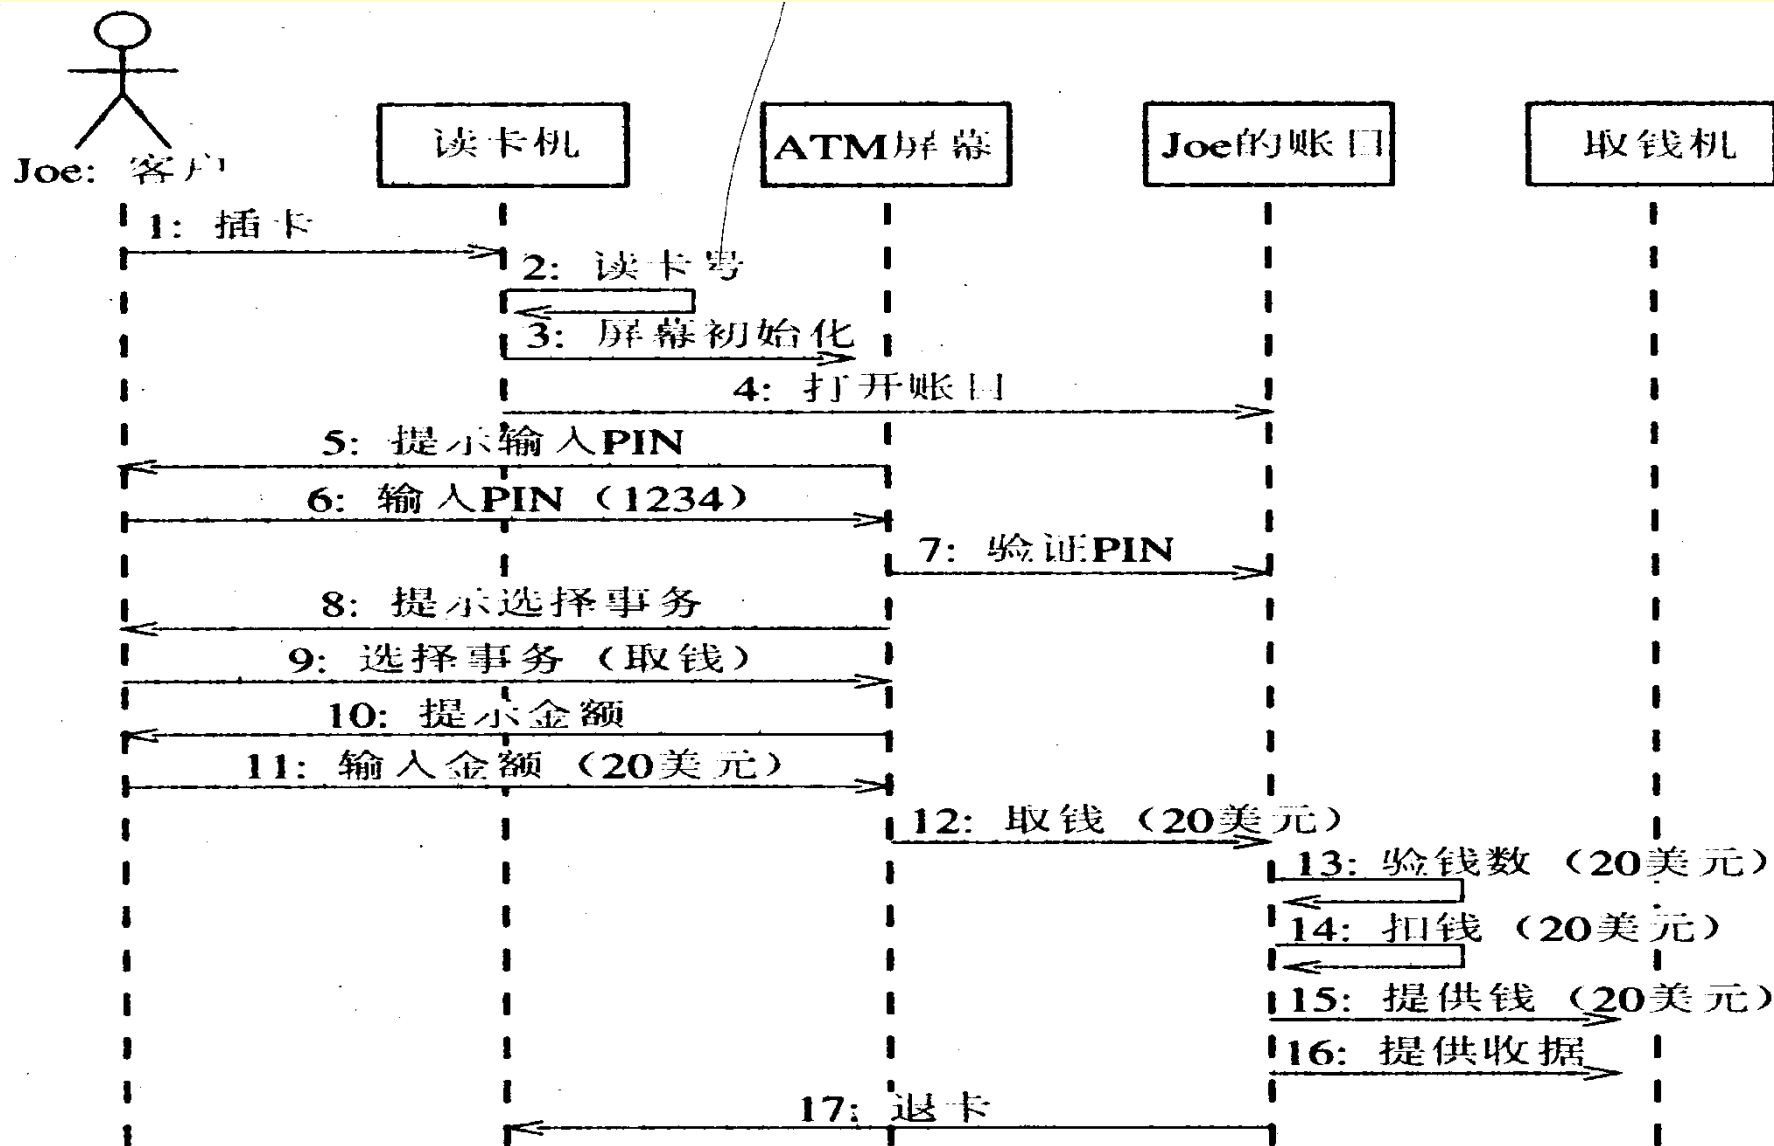 Joe: 客户
读卡机
ATM屏幕
Joe的账目
取钱机
1: 插卡
2: 读卡号
3: 屏幕初始化
4: 打开账目
5: 提示输入PIN
6: 输入PIN（1234）
7: 验证PIN
8: 提示选择事务
9: 选择事务（取钱）
10: 提示金额
11: 输入金额（20美元）
12: 取钱（20美元）
13: 验钱数（20美元）
14: 扣钱（20美元）
15: 提供钱（20美元）
16: 提供收据
17: 退卡